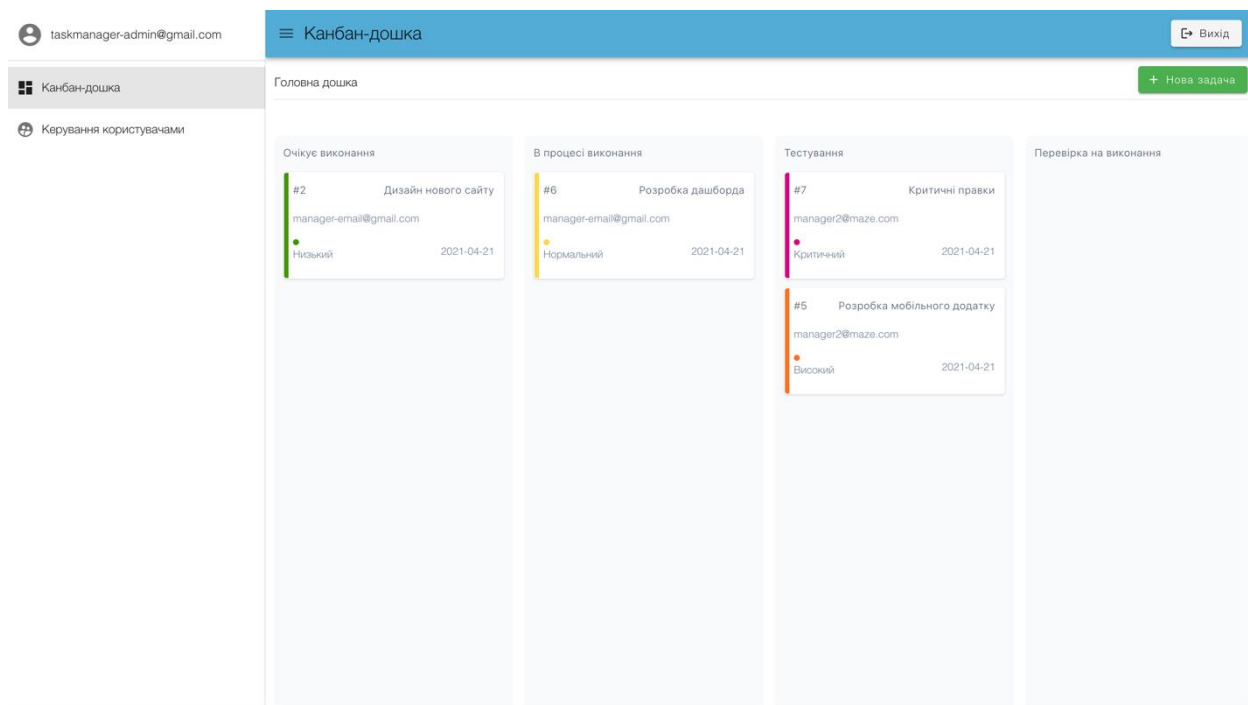 taskmanager-admin@gmail.com
Канбан-дошка
Вихід
Канбан-дошка
Керування користувачами
Головна дошка
+ Нова задача
Очікує виконання
#2 Дизайн нового сайту
manager-email@gmail.com
Низький 2021-04-21
В процесі виконання
#6 Розробка дашборда
manager-email@gmail.com
Нормальний 2021-04-21
Тестування
#7 Критичні правки
manager2@maze.com
Критичний 2021-04-21
#5 Розробка мобільного додатку
manager2@maze.com
Високий 2021-04-21
Перевірка на виконання